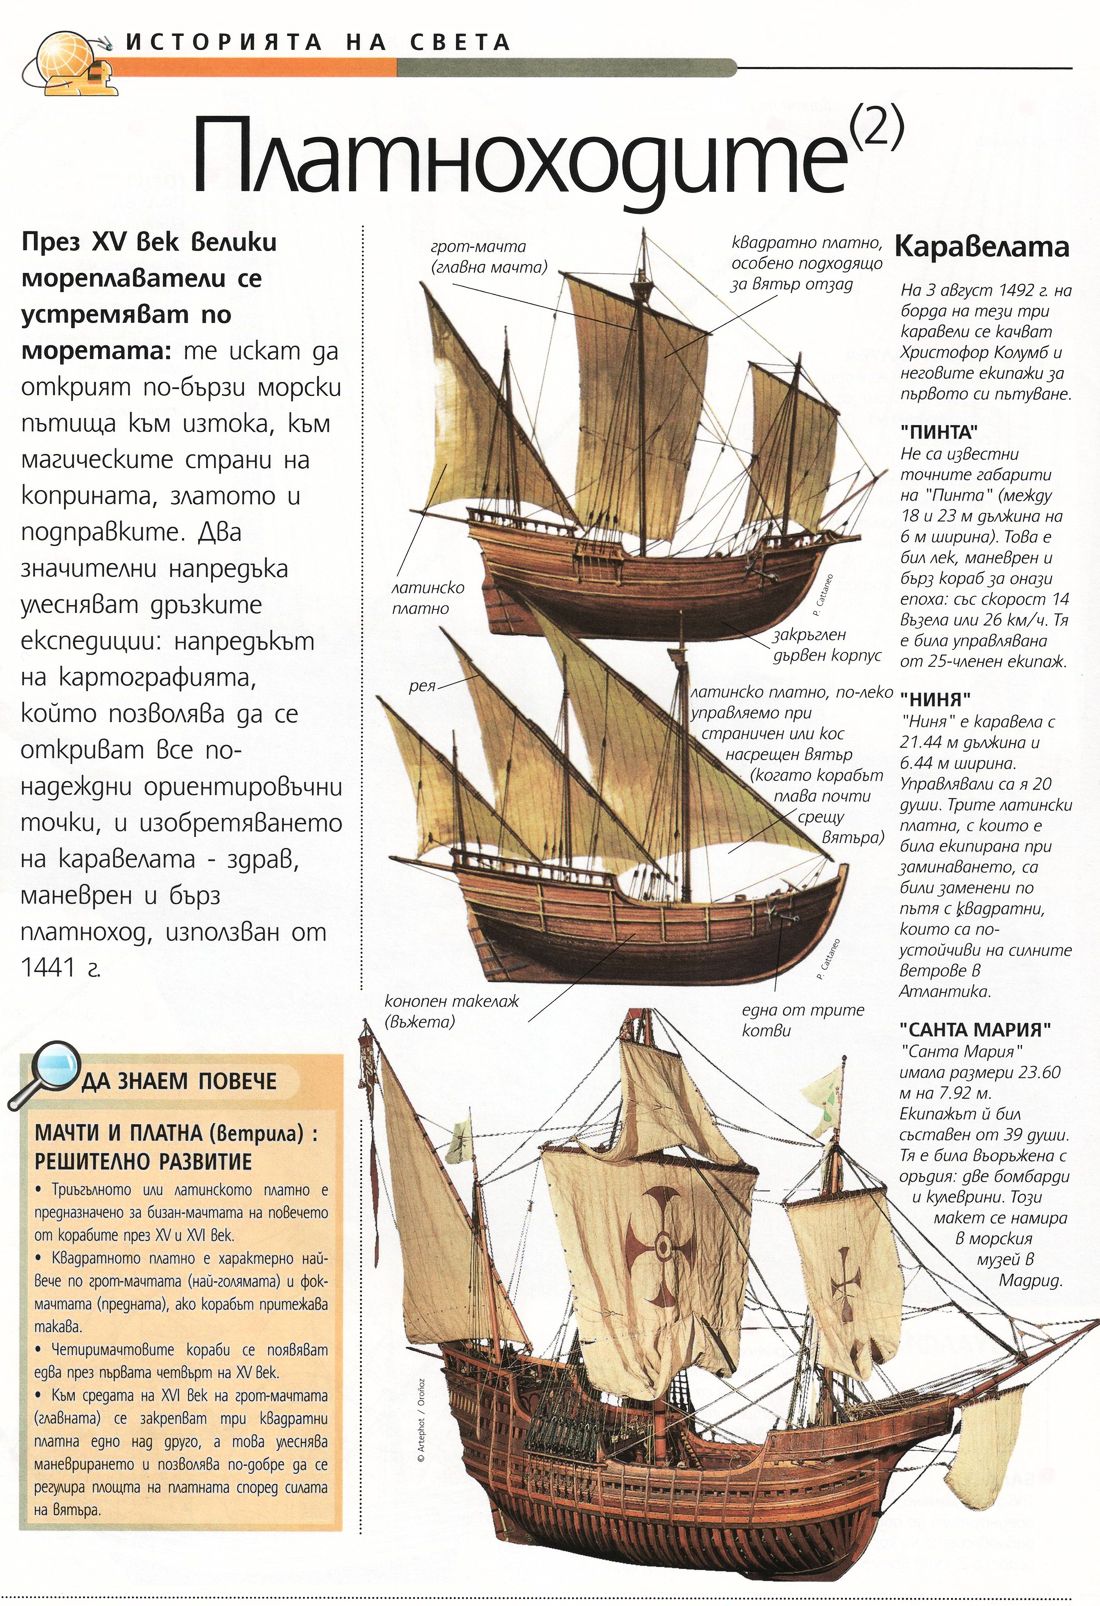 ИСТОРИЯТА НА СВЕТА
Платноходите (2)
През XV век велики
мореплаватели се
устремяват по
моретата: те искат да
открият по-бързи морски
пътища към изтока, към
магическите страни на
коприната, златото и
подправките. Два
значителни напредъка
улесняват дръзките
експедиции: напредъкът
на картографията,
който позволява да се
откриват все по-
надеждни ориентировъчни
точки, и изобретяването
на каравелата - здрав,
маневрен и бърз
платноход, използван от
1441 г.
ДА ЗНАЕМ ПОВЕЧЕ
МАЧТИ И ПЛАТНА (ветрила) :
РЕШИТЕЛНО РАЗВИТИЕ
• Триъгълното или латинското платно е
предназначено за бизан-мачтата на повечето
от корабите през XV и XVI век.
• Квадратното платно е характерно най-
вече по грот-мачтата (най-голямата) и фок-
мачтата (предната), ако корабът притежава
такава.
• Четиримачтовите кораби се появяват
едва през първата четвърт на XV век.
• Към средата на XVI век на грот-мачтата
(главната) се закрепват три квадратни
платна едно над друго, а това улеснява
маневрирането и позволява по-добре да се
регулира площта на платната според силата
на вятъра.
грот-мачта
(главна мачта)
квадратно платно,
особено подходящо
за вятър отзад
латинско
платно
P. Cattaneo
закръглен
дървен корпус
рея
латинско платно, по-леко
управляемо при
страничен или кос
насрещен вятър
(когато корабът
плава почти
срещу
вятъра)
P. Cattaneo
конопен такелаж
(въжета)
една от трите
котви
© Artephot / Oroñoz
Каравелата
На 3 август 1492 г. на
борда на тези три
каравели се качват
Христофор Колумб и
неговите екипажи за
първото си пътуване.
"ПИНТА"
Не са известни
точните габарити
на "Пинта" (между
18 и 23 м дължина на
6 м ширина). Това е
бил лек, маневрен и
бърз кораб за онази
епоха: със скорост 14
възела или 26 км/ч. Тя
е била управлявана
от 25-членен екипаж.
"НИНЯ"
"Ниня" е каравела с
21.44 м дължина и
6.44 м ширина.
Управлявали са я 20
души. Трите латински
платна, с които е
била екипирана при
заминаването, са
били заменени по
пътя с квадратни,
които са по-
устойчиви на силните
ветрове в
Атлантика.
"САНТА МАРИЯ"
"Санта Мария"
имала размери 23.60
м на 7.92 м.
Екипажът й бил
съставен от 39 души.
Тя е била въоръжена с
оръдия: две бомбарди
и кулеврини. Този
макет се намира
в морския
музей в
Мадрид.